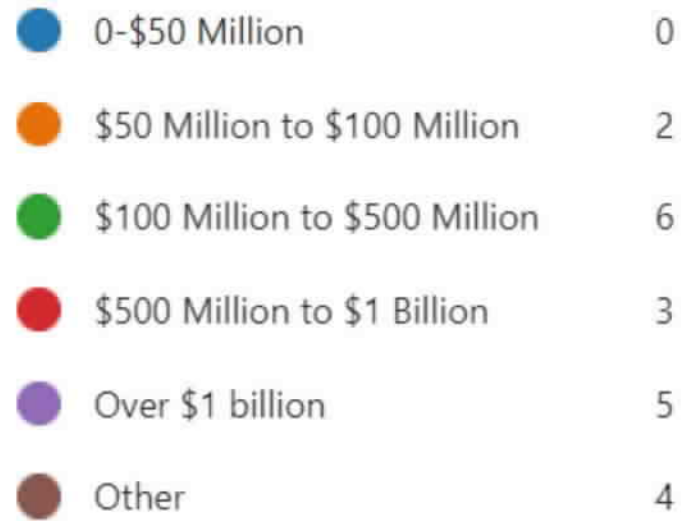 0-$50 Million 0
$50 Million to $100 Million 2
$100 Million to $500 Million 6
$500 Million to $1 Billion 3
Over $1 billion 5
Other 4